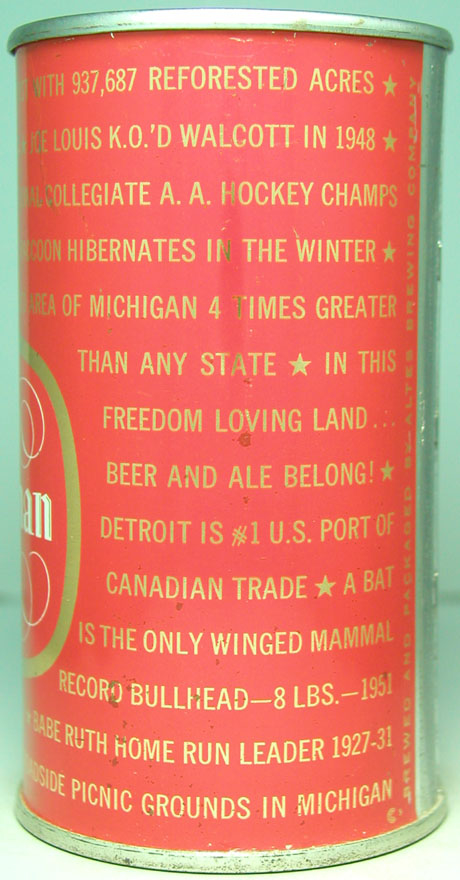 WITH 937,687 REFORESTED ACRES ★
JOE LOUIS K.O.'D WALCOTT IN 1948 ★
COLLEGIATE A. A. HOCKEY CHAMPS
COON HIBERNATES IN THE WINTER ★
AREA OF MICHIGAN 4 TIMES GREATER
THAN ANY STATE ★ IN THIS
FREEDOM LOVING LAND...
BEER AND ALE BELONG! ★
DETROIT IS #1 U.S. PORT OF
CANADIAN TRADE ★ A BAT
IS THE ONLY WINGED MAMMAL
RECORD BULLHEAD—8 LBS.—1951
BABE RUTH HOME RUN LEADER 1927-31
DSIDE PICNIC GROUNDS IN MICHIGAN
an
BREWED AND PACKAGED BY ALTES BREWING COMPANY